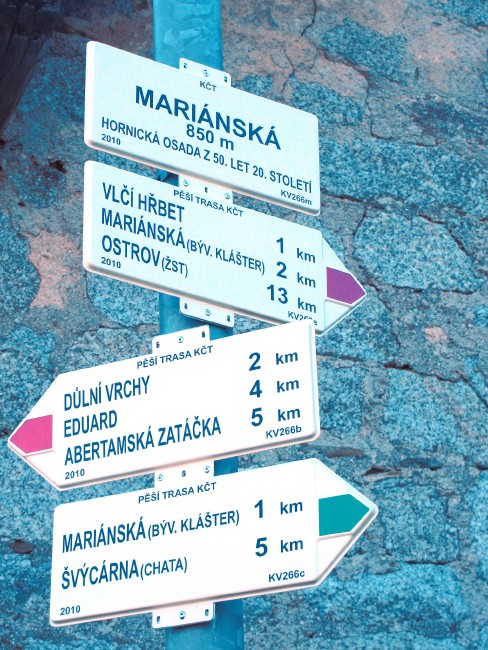 KČT
MARIÁNSKÁ
850 m
HORNICKÁ OSADA Z 50. LET 20. STOLETÍ
2010 KV266m
PĚŠÍ TRASA KČT
VLČÍ HŘBET 1 km
MARIÁNSKÁ (BÝV. KLÁŠTER) 2 km
OSTROV (ŽST) 13 km
2010
PĚŠÍ TRASA KČT
DŮLNÍ VRCHY 2 km
EDUARD 4 km
ABERTAMSKÁ ZATÁČKA 5 km
2010 KV266b
PĚŠÍ TRASA KČT
MARIÁNSKÁ (BÝV. KLÁŠTER) 1 km
ŠVÝCÁRNA (CHATA) 5 km
2010 KV266c